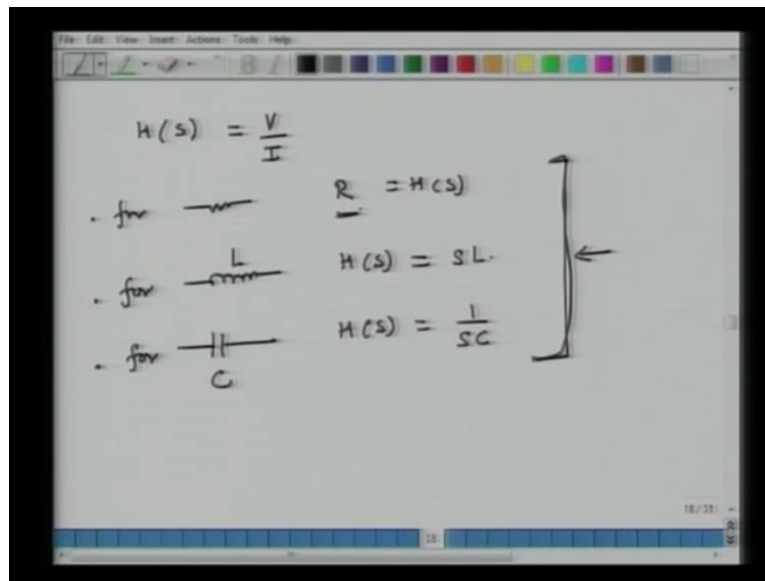 File Edit View Insert Actions Tools Help
H(s) = V/I
. for R = H(s)
. for L H(s) = SL.
. for C H(s) = 1/SC
18/31
18